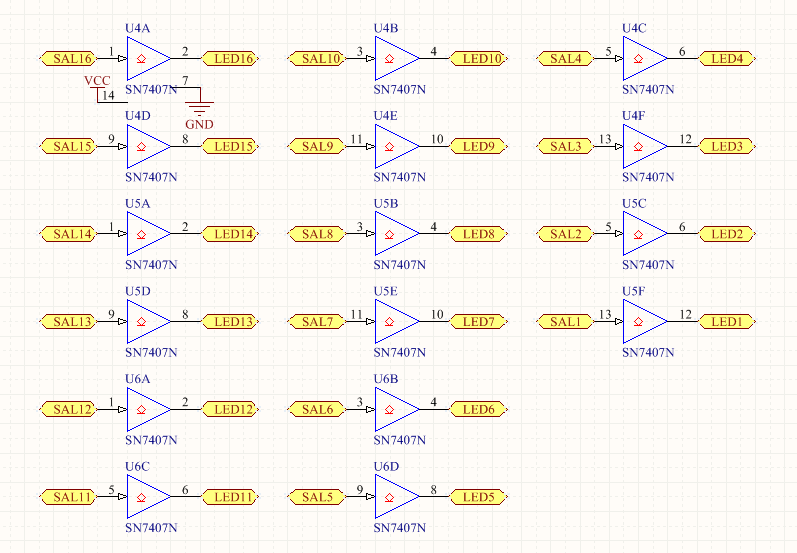 U4A U4B U4C
SAL16 1 2 LED16 SAL10 3 4 LED10 SAL4 5 6 LED4
VCC 14 SN7407N 7 SN7407N SN7407N
GND
U4D U4E U4F
SAL15 9 8 LED15 SAL9 11 10 LED9 SAL3 13 12 LED3
SN7407N SN7407N SN7407N
U5A U5B U5C
SAL14 1 2 LED14 SAL8 3 4 LED8 SAL2 5 6 LED2
SN7407N SN7407N SN7407N
U5D U5E U5F
SAL13 9 8 LED13 SAL7 11 10 LED7 SAL1 13 12 LED1
SN7407N SN7407N SN7407N
U6A U6B
SAL12 1 2 LED12 SAL6 3 4 LED6
SN7407N SN7407N
U6C U6D
SAL11 5 6 LED11 SAL5 9 8 LED5
SN7407N SN7407N